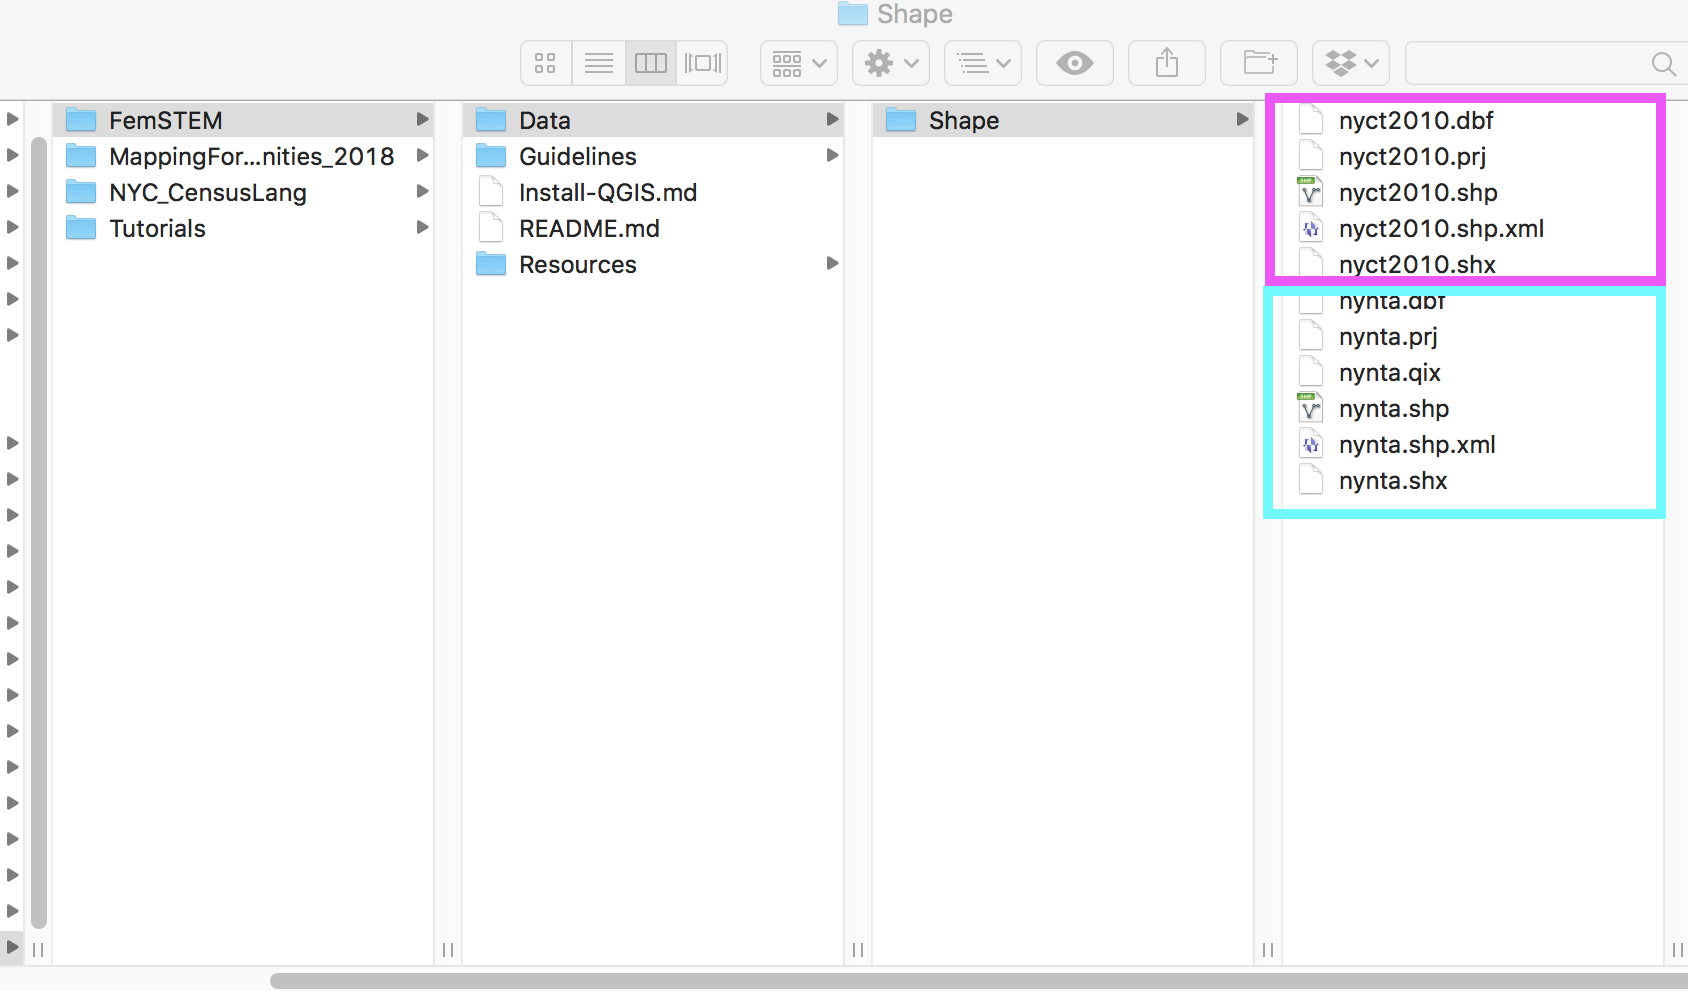 Shape
FemSTEM
MappingFor...nities_2018
NYC_CensusLang
Tutorials
Data
Guidelines
Install-QGIS.md
README.md
Resources
Shape
nyct2010.dbf
nyct2010.prj
SHP
nyct2010.shp
nyct2010.shp.xml
nyct2010.shx
nynta.dbf
nynta.prj
nynta.qix
SHP
nynta.shp
nynta.shp.xml
nynta.shx